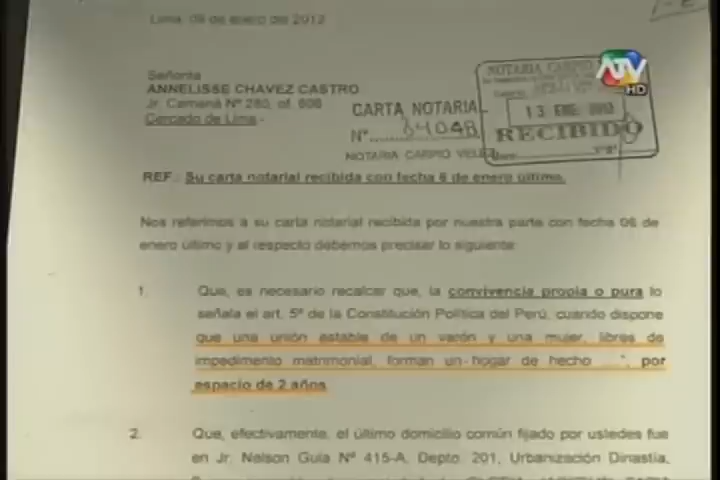 Lima, 09 de enero del 2012
Señorita
ANNELISSE CHAVEZ CASTRO
Jr. Camaná Nº 280, of. 608
Cercado de Lima.-
CARTA NOTARIAL
Nº
NOTARIA CARPIO VELEZ
NOTARIA CARPIO
13 ENE. 2012
RECIBIDO
ATV
HD
REF.: Su carta notarial recibida con fecha 6 de enero último.
Nos referimos a su carta notarial recibida por nuestra parte con fecha 06 de
enero último y al respecto debemos precisar lo siguiente:
1. Que, es necesario recalcar que, la convivencia propia o pura lo
señala el art. 5º de la Constitución Política del Perú, cuando dispone
que una unión estable de un varón y una mujer, libres de
impedimento matrimonial, forman un hogar de hecho ....", por
espacio de 2 años
2. Que, efectivamente, el último domicilio común fijado por ustedes fue
en Jr. Nelson Guia Nº 415-A, Depto. 201, Urbanización Dinastía,